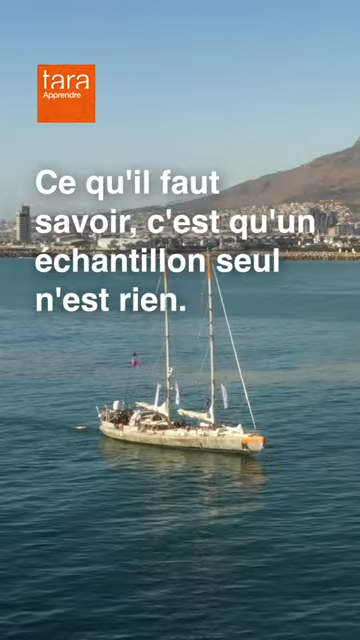 tara
Apprendre
Ce qu'il faut
savoir, c'est qu'un
échantillon seul
n'est rien.